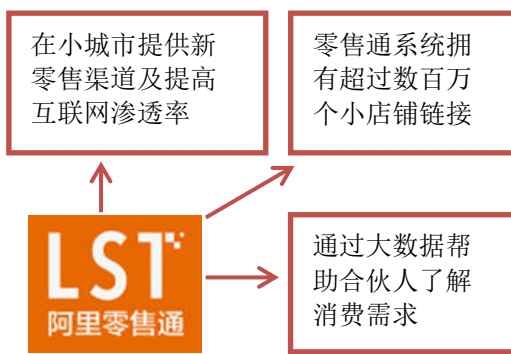 在小城市提供新
零售渠道及提高
互联网渗透率
零售通系统拥
有超过数百万
个小店铺链接
LST
阿里零售通
通过大数据帮
助合伙人了解
消费需求